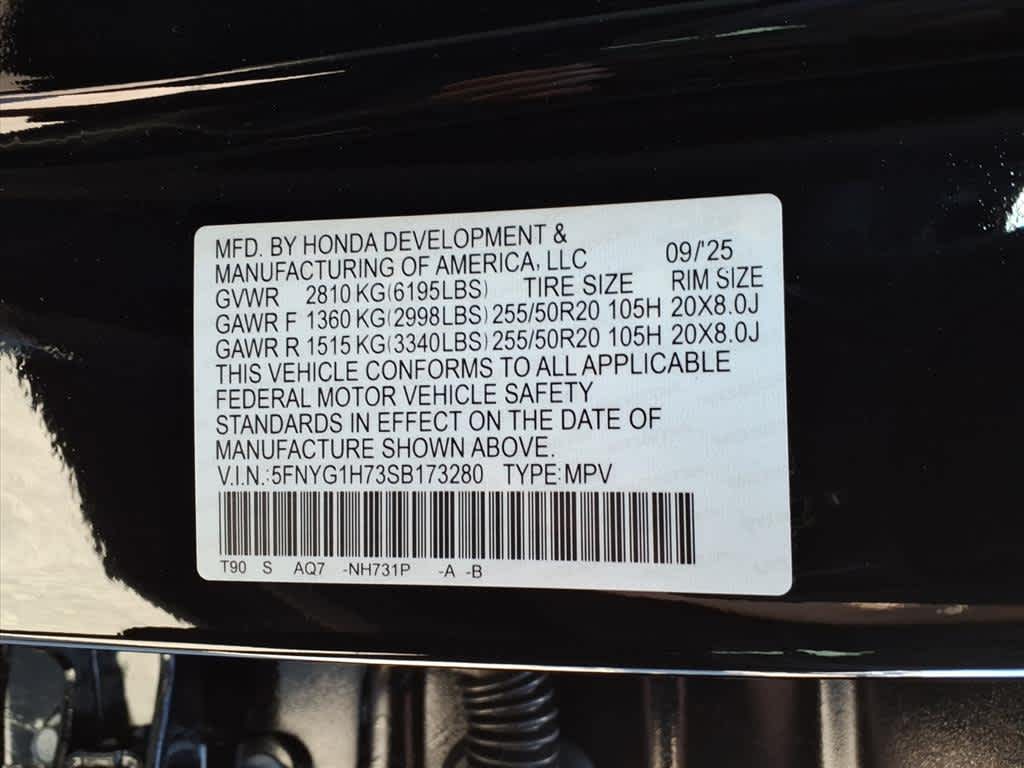 MFD. BY HONDA DEVELOPMENT &
MANUFACTURING OF AMERICA, LLC 09/'25
GVWR 2810 KG(6195LBS) TIRE SIZE RIM SIZE
GAWR F 1360 KG(2998LBS) 255/50R20 105H 20X8.0J
GAWR R 1515 KG(3340LBS) 255/50R20 105H 20X8.0J
THIS VEHICLE CONFORMS TO ALL APPLICABLE
FEDERAL MOTOR VEHICLE SAFETY
STANDARDS IN EFFECT ON THE DATE OF
MANUFACTURE SHOWN ABOVE.
V.I.N.:5FNYG1H73SB173280 TYPE:MPV
T90 S AQ7 -NH731P -A -B